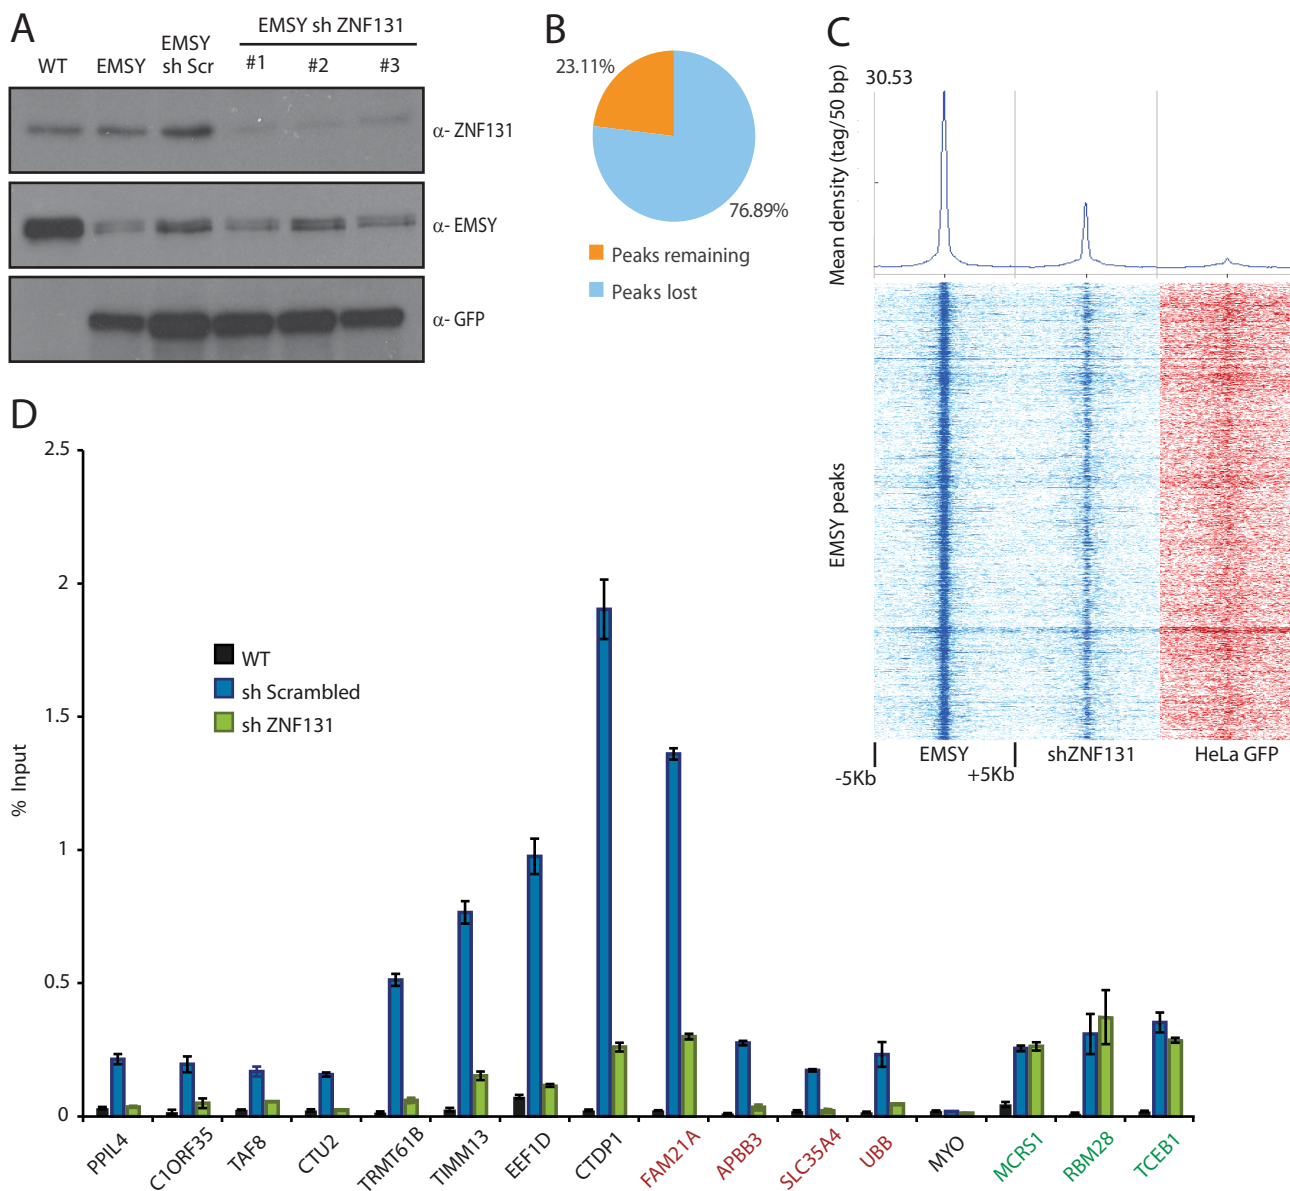 A
WT
EMSY
EMSY
sh Scr
EMSY sh ZNF131
#1
#2
#3
α- ZNF131
α- EMSY
α- GFP
B
23.11%
76.89%
Peaks remaining
Peaks lost
C
30.53
Mean density (tag/50 bp)
EMSY peaks
EMSY
shZNF131
HeLa GFP
-5Kb
+5Kb
D
2.5
2
1.5
1
0.5
0
% Input
WT
sh Scrambled
sh ZNF131
PPIL4
C1ORF35
TAF8
CTU2
TRMT61B
TIMM13
EEF1D
CTDP1
FAM21A
APBB3
SLC35A4
UBB
MYO
MCRS1
RBM28
TCEB1